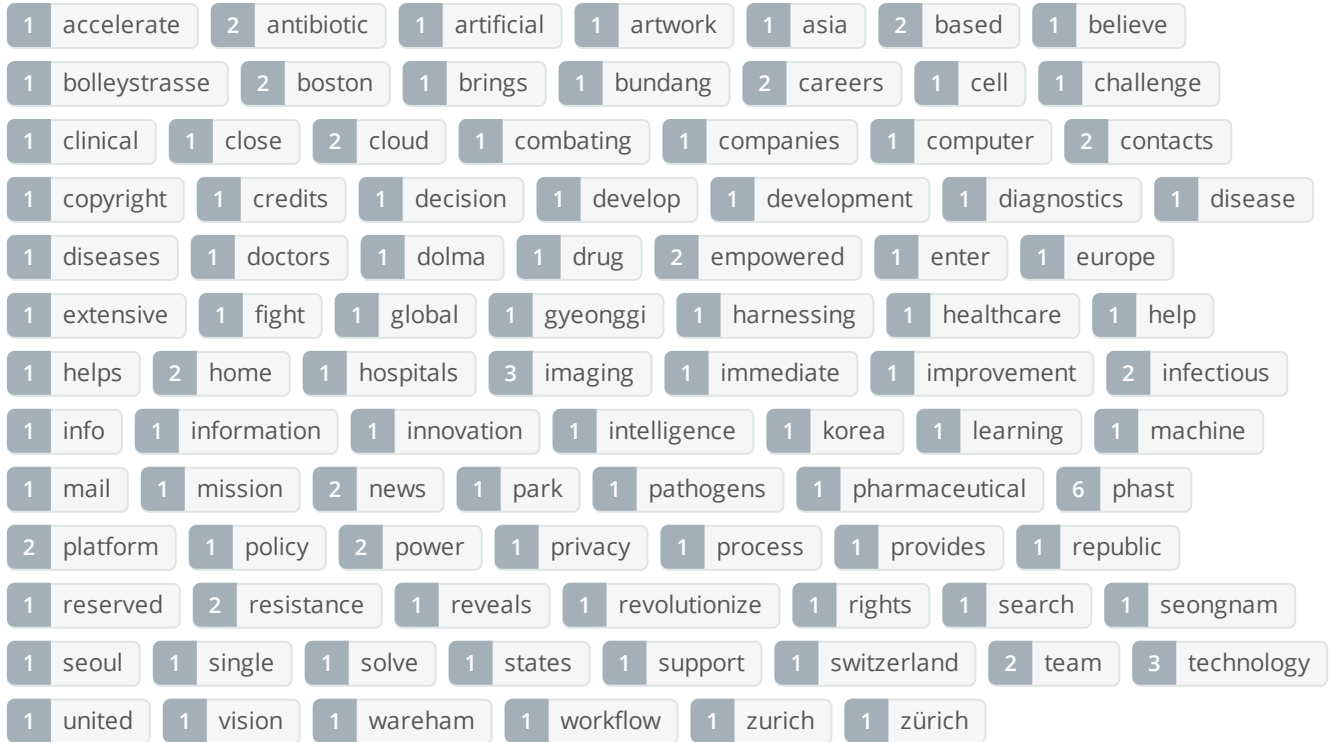 1 accelerate 2 antibiotic 1 artificial 1 artwork 1 asia 2 based 1 believe
1 bolleystrasse 2 boston 1 brings 1 bundang 2 careers 1 cell 1 challenge
1 clinical 1 close 2 cloud 1 combating 1 companies 1 computer 2 contacts
1 copyright 1 credits 1 decision 1 develop 1 development 1 diagnostics 1 disease
1 diseases 1 doctors 1 dolma 1 drug 2 empowered 1 enter 1 europe
1 extensive 1 fight 1 global 1 gyeonggi 1 harnessing 1 healthcare 1 help
1 helps 2 home 1 hospitals 3 imaging 1 immediate 1 improvement 2 infectious
1 info 1 information 1 innovation 1 intelligence 1 korea 1 learning 1 machine
1 mail 1 mission 2 news 1 park 1 pathogens 1 pharmaceutical 6 phast
2 platform 1 policy 2 power 1 privacy 1 process 1 provides 1 republic
1 reserved 2 resistance 1 reveals 1 revolutionize 1 rights 1 search 1 seongnam
1 seoul 1 single 1 solve 1 states 1 support 1 switzerland 2 team 3 technology
1 united 1 vision 1 wareham 1 workflow 1 zurich 1 zürich